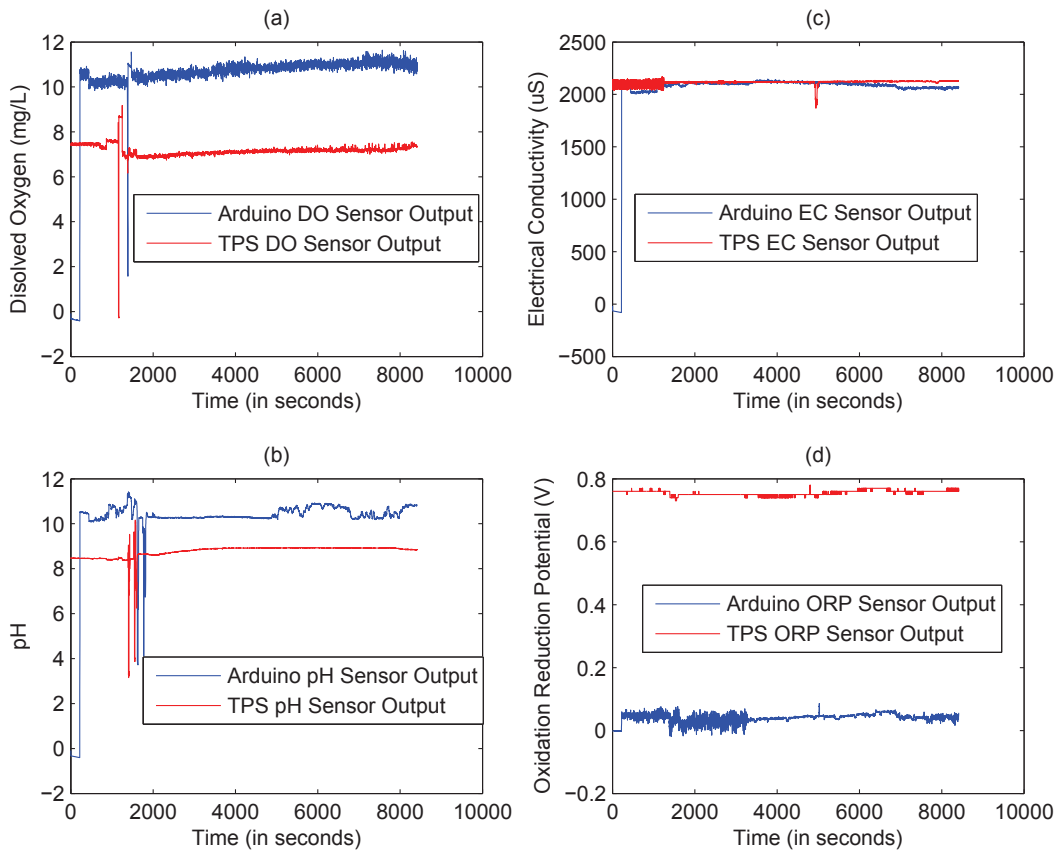 (a)
12
10
8
6
4
2
0
−2
Disolved Oxygen (mg/L)
Arduino DO Sensor Output
TPS DO Sensor Output
0 2000 4000 6000 8000 10000
Time (in seconds)
(c)
2500
2000
1500
1000
500
0
−500
Electrical Conductivity (uS)
Arduino EC Sensor Output
TPS EC Sensor Output
0 2000 4000 6000 8000 10000
Time (in seconds)
(b)
12
10
8
6
4
2
0
−2
pH
Arduino pH Sensor Output
TPS pH Sensor Output
0 2000 4000 6000 8000 10000
Time (in seconds)
(d)
0.8
0.6
0.4
0.2
0
−0.2
Oxidation Reduction Potential (V)
Arduino ORP Sensor Output
TPS ORP Sensor Output
0 2000 4000 6000 8000 10000
Time (in seconds)